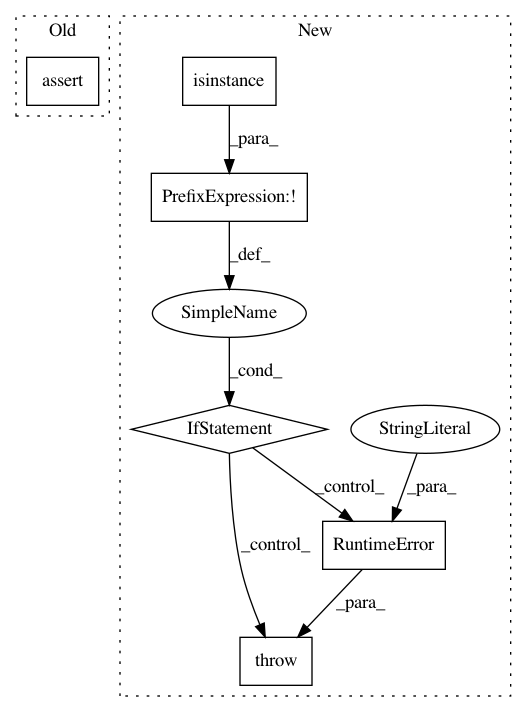 Old
New
assert
isinstance
_para_
PrefixExpression:!
_def_
SimpleName
_cond_
IfStatement
StringLiteral
_control_
_para_
_control_
RuntimeError
_para_
throw